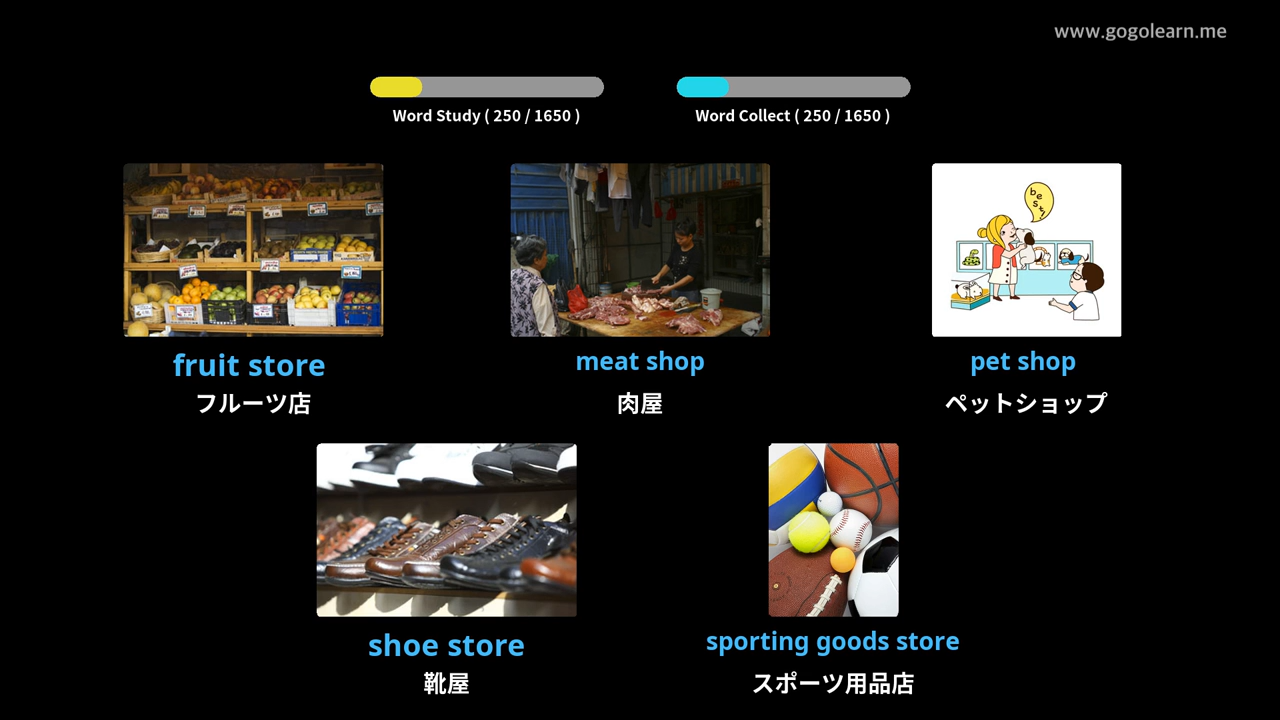 www.gogolearn.me
Word Study ( 250 / 1650 )
Word Collect ( 250 / 1650 )
best
fruit store
フルーツ店
meat shop
肉屋
pet shop
ペットショップ
shoe store
靴屋
sporting goods store
スポーツ用品店